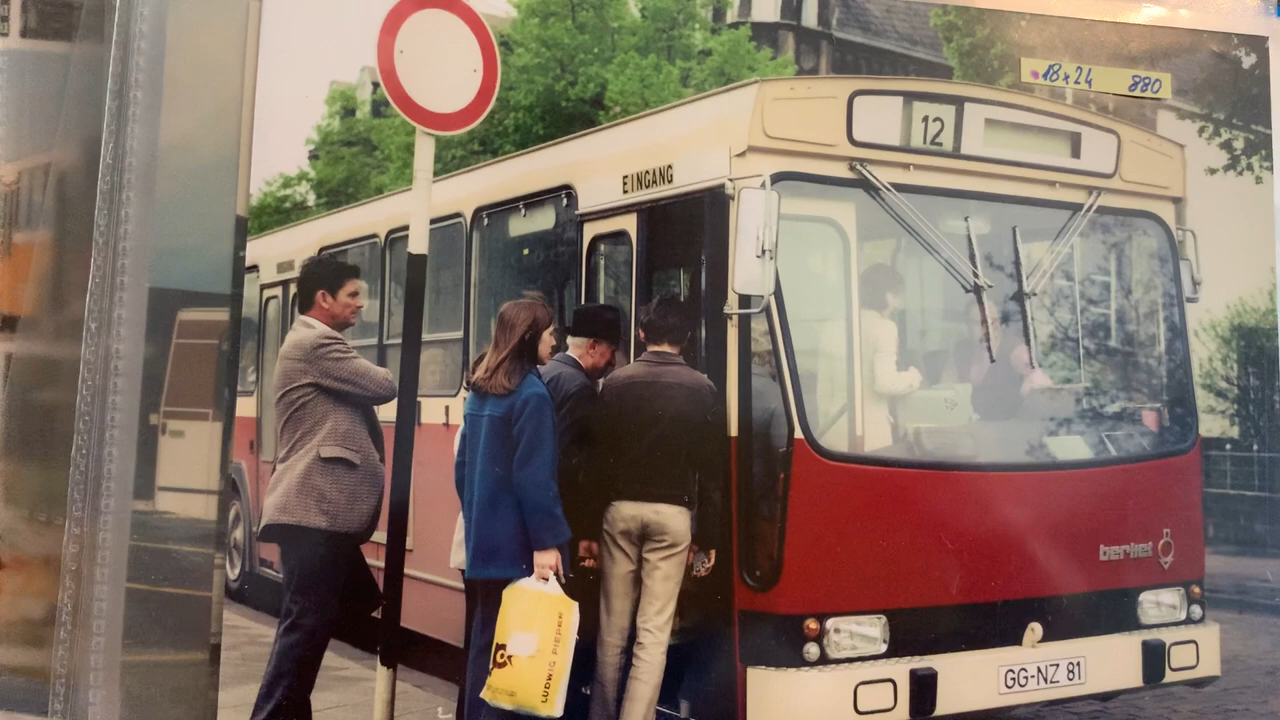 18x24 880
12
EINGANG
berliet
LUDWIG PIEPER
GG-NZ 81